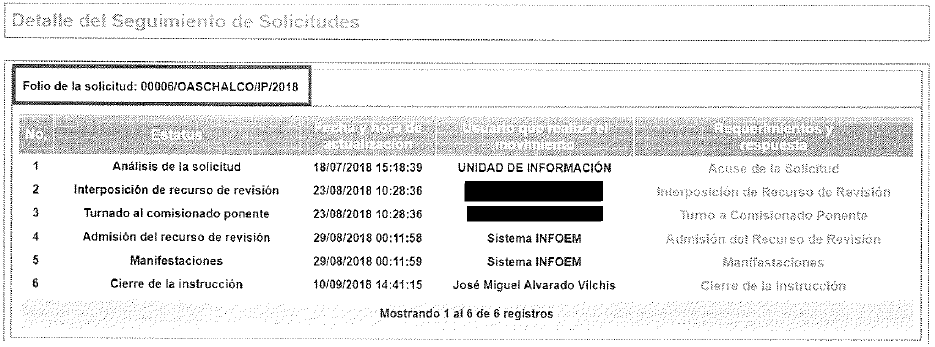 Detalle del Seguimiento de Solicitudes
Folio de la solicitud: 00006/OASCHALCO/IP/2018
No. Estatus Fecha y hora de actualización Usuario que realiza el movimiento Requerimientos y respuesta
1 Análisis de la solicitud 18/07/2018 15:18:39 UNIDAD DE INFORMACIÓN Acuse de la Solicitud
2 Interposición de recurso de revisión 23/08/2018 10:28:36 Interposición de Recurso de Revisión
3 Turnado al comisionado ponente 23/08/2018 10:28:36 Turno a Comisionado Ponente
4 Admisión del recurso de revisión 29/08/2018 00:11:58 Sistema INFOEM Admisión del Recurso de Revisión
5 Manifestaciones 29/08/2018 00:11:59 Sistema INFOEM Manifestaciones
6 Cierre de la instrucción 10/09/2018 14:41:15 José Miguel Alvarado Vilchis Cierre de la instrucción
Mostrando 1 al 6 de 6 registros